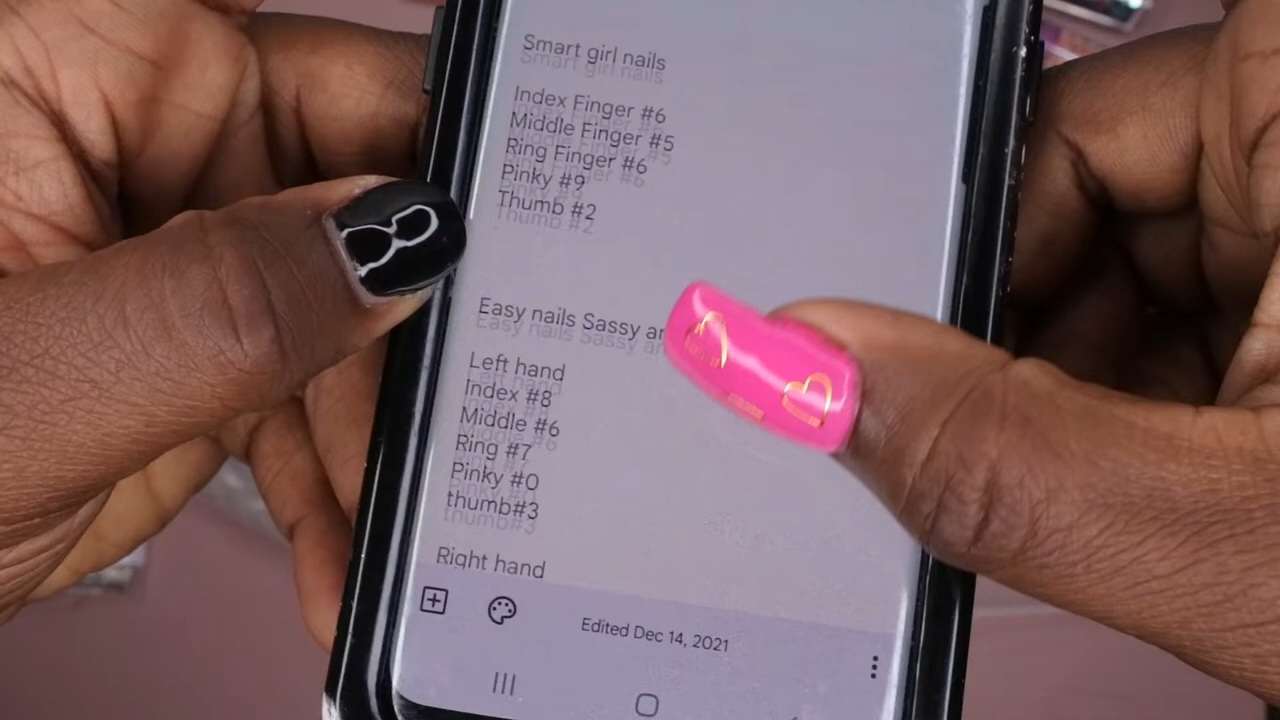 Smart girl nails
Index Finger #6
Middle Finger #5
Ring Finger #6
Pinky #9
Thumb #2
Easy nails Sassy
Left hand
Index #8
Middle #6
Ring #7
Pinky #0
thumb#3
Right hand
Edited Dec 14, 2021